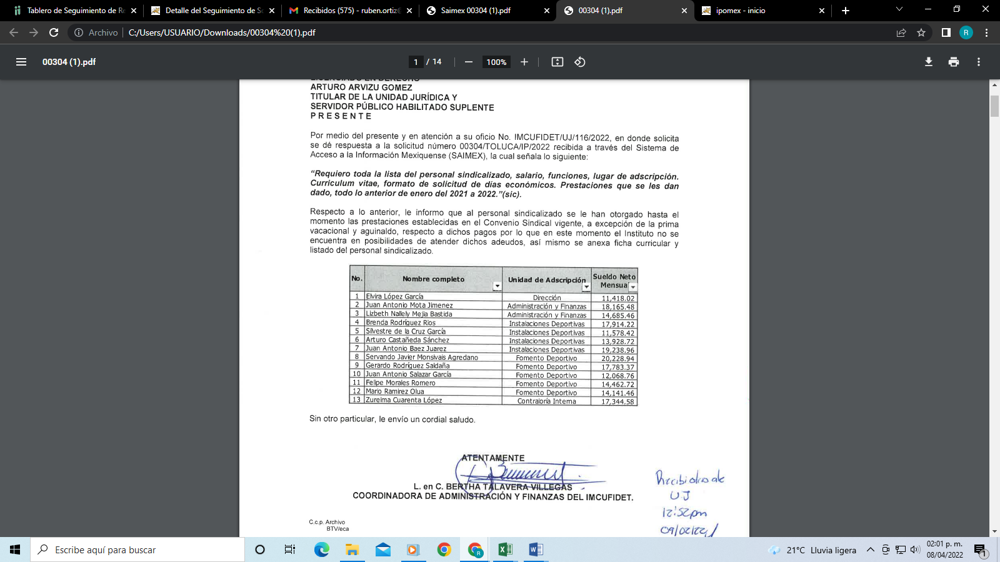 Tablero de Seguimiento de Re
Detalle del Seguimiento de So
Recibidos (575) - ruben.ortiz@
Saimex 00304 (1).pdf
00304 (1).pdf
ipomex - inicio
Archivo
C:/Users/USUARIO/Downloads/00304%20(1).pdf
R
00304 (1).pdf
1 / 14
100%
LICENCIADO EN DERECHO
ARTURO ARVIZU GOMEZ
TITULAR DE LA UNIDAD JURÍDICA Y
SERVIDOR PÚBLICO HABILITADO SUPLENTE
P R E S E N T E
Por medio del presente y en atención a su oficio No. IMCUFIDET/UJ/116/2022, en donde solicita
se dé respuesta a la solicitud número 00304/TOLUCA/IP/2022 recibida a través del Sistema de
Acceso a la Información Mexiquense (SAIMEX), la cual señala lo siguiente:
“Requiero toda la lista del personal sindicalizado, salario, funciones, lugar de adscripción.
Curriculum vitae, formato de solicitud de días económicos. Prestaciones que se les dan
dado, todo lo anterior de enero del 2021 a 2022.”(sic).
Respecto a lo anterior, le informo que al personal sindicalizado se le han otorgado hasta el
momento las prestaciones establecidas en el Convenio Sindical vigente, a excepción de la prima
vacacional y aguinaldo, respecto a dichos pagos por lo que en este momento el Instituto no se
encuentra en posibilidades de atender dichos adeudos, así mismo se anexa ficha curricular y
listado del personal sindicalizado.
No. Nombre completo Unidad de Adscripción Sueldo Neto Mensual
1 Elvira López García Dirección 11,418.02
2 Juan Antonio Mota Jimenez Administración y Finanzas 18,165.48
3 Lizbeth Nallely Mejia Bastida Administración y Finanzas 14,685.46
4 Brenda Rodríguez Rios Instalaciones Deportivas 17,914.22
5 Silvestre de la Cruz García Instalaciones Deportivas 11,578.42
6 Arturo Castañeda Sánchez Instalaciones Deportivas 13,928.72
7 Juan Antonio Baez Juarez Instalaciones Deportivas 19,238.96
8 Servando Javier Monsivais Agredano Fomento Deportivo 20,228.94
9 Gerardo Rodríguez Saldaña Fomento Deportivo 17,783.37
10 Juan Antonio Salazar García Fomento Deportivo 12,068.76
11 Felipe Morales Romero Fomento Deportivo 14,462.72
12 Mario Ramirez Olua Fomento Deportivo 14,141.46
13 Zureima Cuarenta López Contraloría Interna 17,344.58
Sin otro particular, le envío un cordial saludo.
ATENTAMENTE
L. en C. BERTHA TALAVERA VILLEGAS
COORDINADORA DE ADMINISTRACIÓN Y FINANZAS DEL IMCUFIDET.
UJ
12:52pm
09/02/22
C.c.p. Archivo
BTV/eca
Escribe aquí para buscar
21°C Lluvia ligera
02:01 p. m.
08/04/2022
1